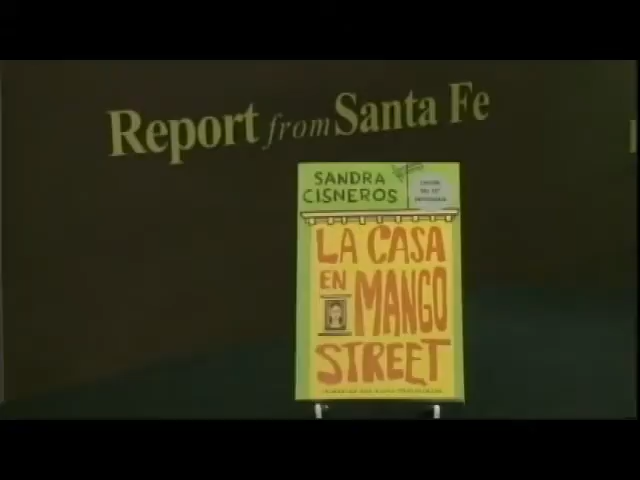 Report from Santa Fe
SANDRA
CISNEROS
LA CASA
EN
MANGO
STREET